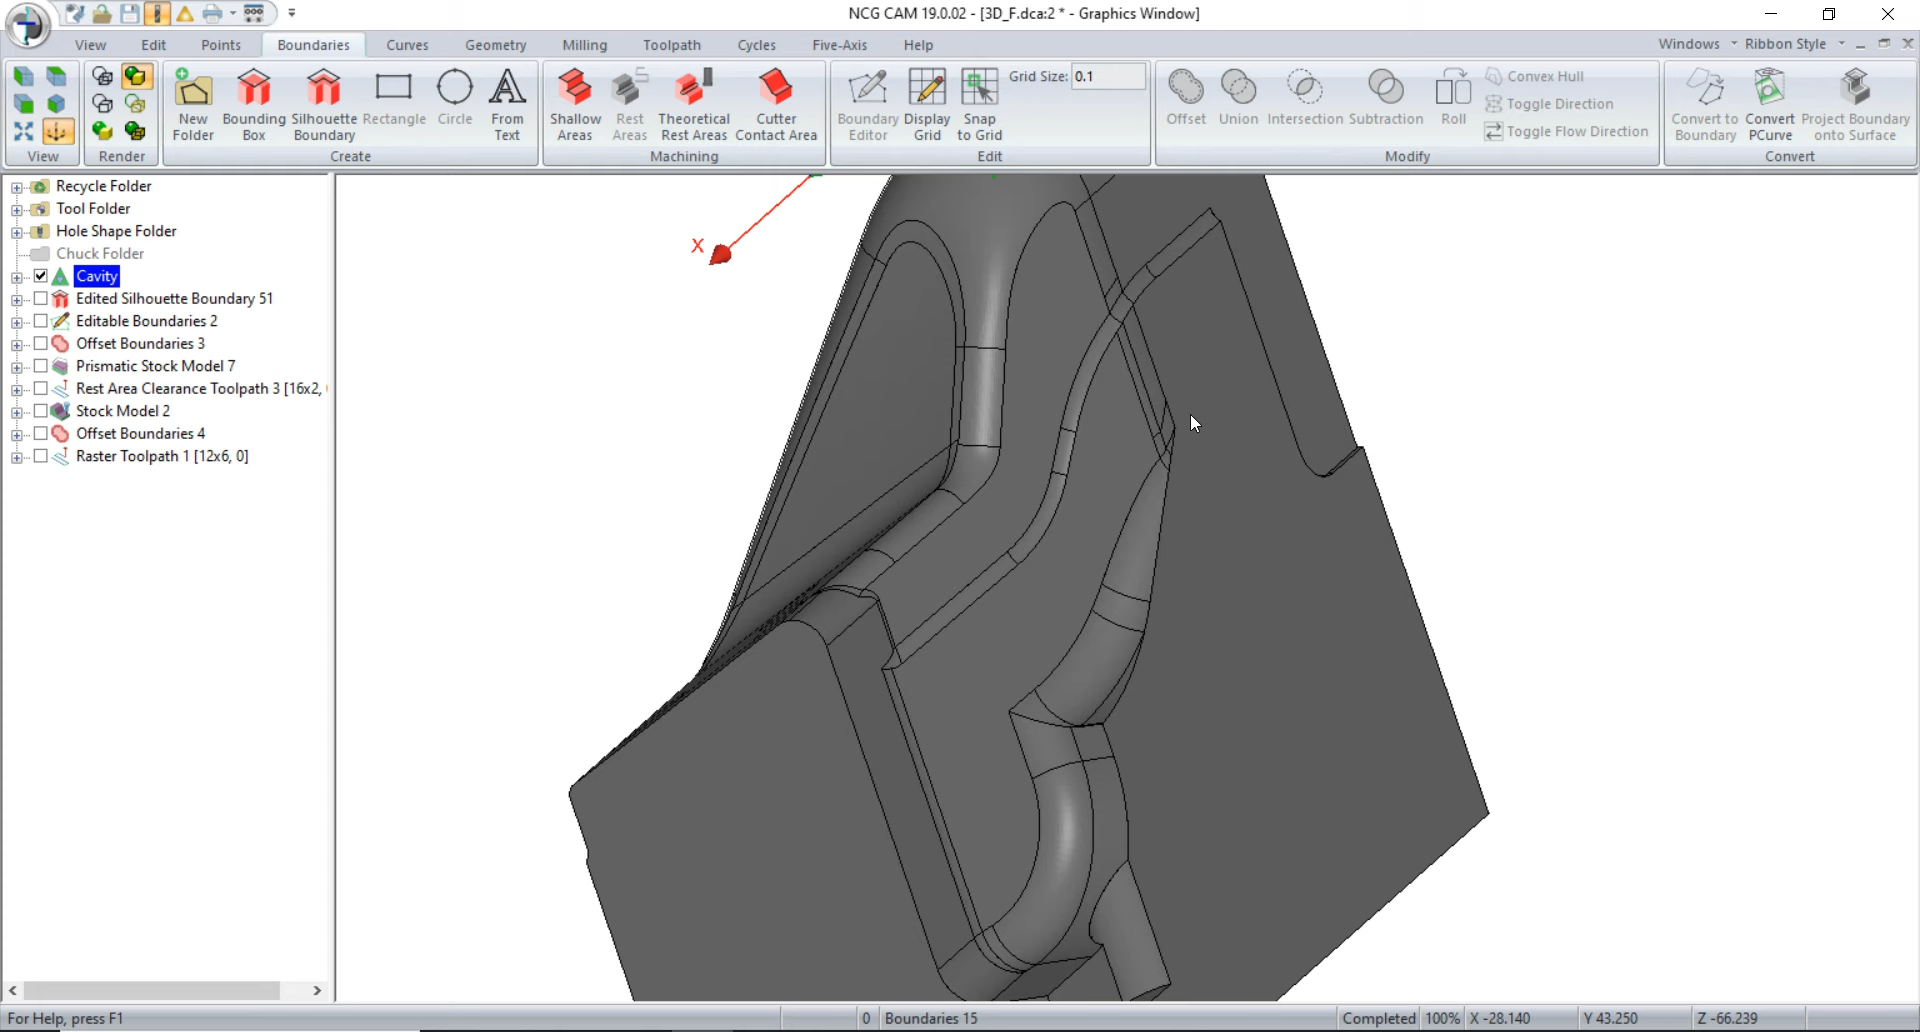 NCG CAM 19.0.02 - [3D_F.dca:2 * - Graphics Window]
View Edit Points Boundaries Curves Geometry Milling Toolpath Cycles Five-Axis Help Windows Ribbon Style
Grid Size: 0.1 Convex Hull
Toggle Direction
New Bounding Silhouette Rectangle Circle From Shallow Rest Theoretical Cutter Boundary Display Snap Offset Union Intersection Subtraction Roll Convert to Convert Project Boundary
Folder Box Boundary Text Areas Areas Rest Areas Contact Area Editor Grid to Grid Toggle Flow Direction Boundary PCurve onto Surface
View Render Create Machining Edit Modify Convert
Recycle Folder
Tool Folder
Hole Shape Folder
Chuck Folder
Cavity
Edited Silhouette Boundary 51
Editable Boundaries 2
Offset Boundaries 3
Prismatic Stock Model 7
Rest Area Clearance Toolpath 3 [16x2,
Stock Model 2
Offset Boundaries 4
Raster Toolpath 1 [12x6, 0]
X
For Help, press F1 0 Boundaries 15 Completed 100% X -28.140 Y 43.250 Z -66.239